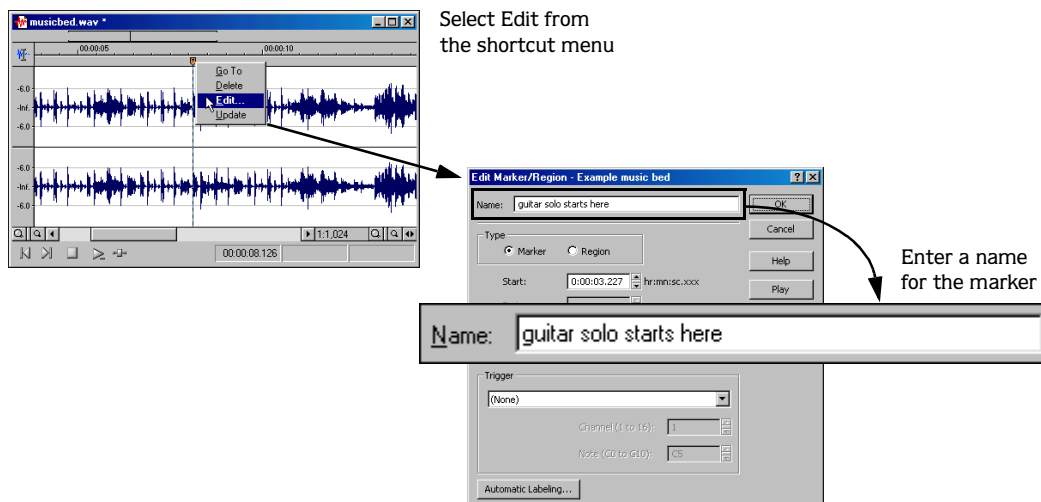 musicbed.wav *
00:00:05
00:00:10
-6.0
-Inf.
-6.0
-6.0
-Inf.
-6.0
Go To
Delete
Edit...
Update
1:1,024
00:00:08.126
Select Edit from
the shortcut menu
Edit Marker/Region - Example music bed
Name: guitar solo starts here
OK
Cancel
Help
Play
Type
Marker Region
Start: 0:00:03.227 hr:mn:sc.xxx
Enter a name
for the marker
Name: guitar solo starts here
Trigger
(None)
Channel (1 to 16): 1
Note (C0 to G10): C5
Automatic Labeling...